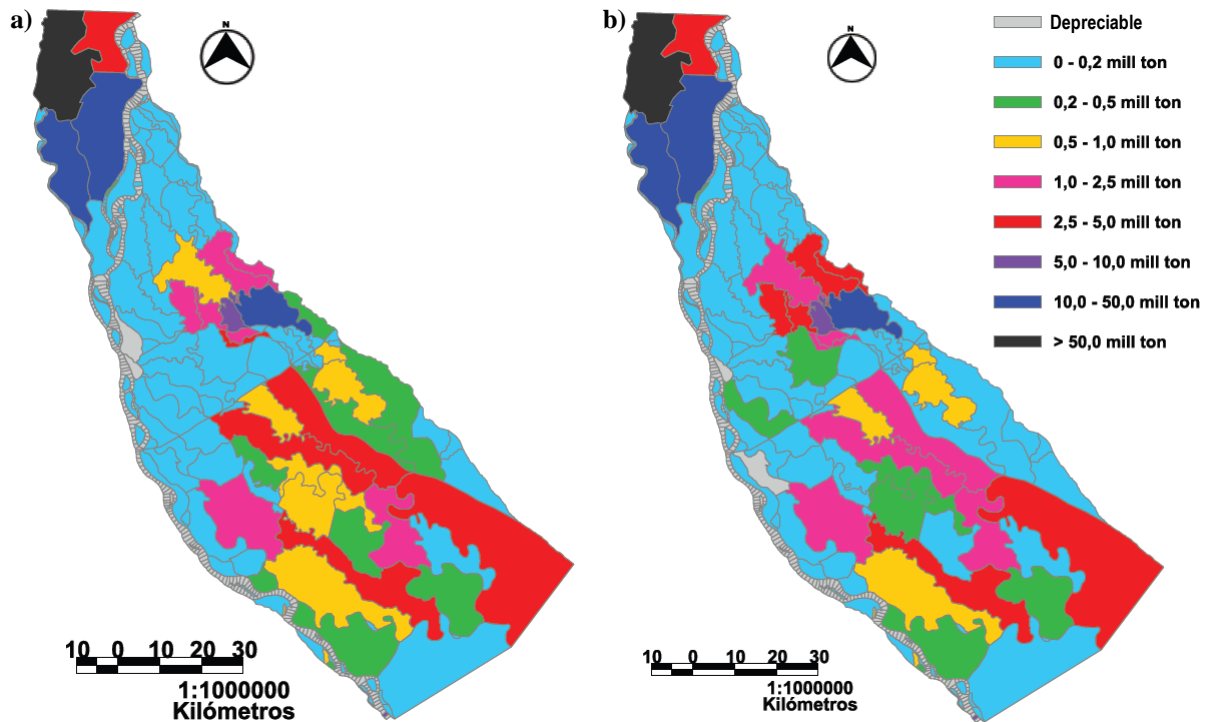 a)
N
10 0 10 20 30
1:1000000
Kilómetros
b)
N
10 0 10 20 30
1:1000000
Kilómetros
Depreciable
0 - 0,2 mill ton
0,2 - 0,5 mill ton
0,5 - 1,0 mill ton
1,0 - 2,5 mill ton
2,5 - 5,0 mill ton
5,0 - 10,0 mill ton
10,0 - 50,0 mill ton
> 50,0 mill ton